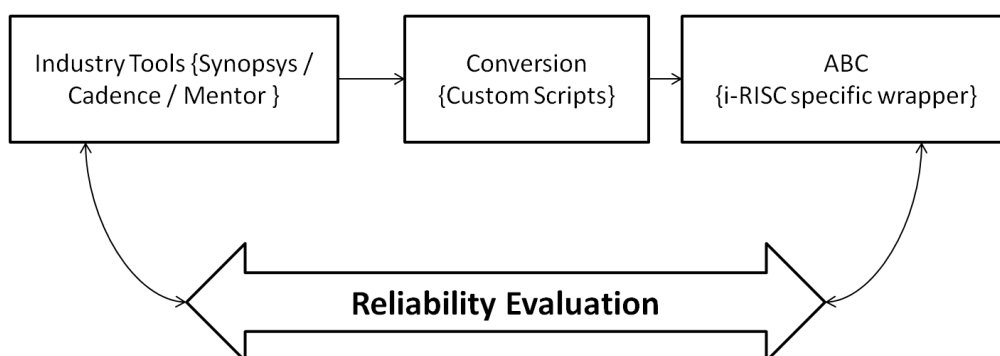 Industry Tools {Synopsys /
Cadence / Mentor }
Conversion
{Custom Scripts}
ABC
{i-RISC specific wrapper}
Reliability Evaluation